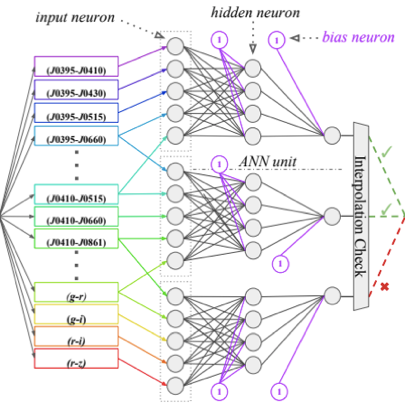 input neuron
hidden neuron
bias neuron
1
1
(J0395-J0410)
(J0395-J0430)
(J0395-J0515)
(J0395-J0660)
1
ANN unit
(J0410-J0515)
(J0410-J0660)
(J0410-J0861)
1
Interpolation Check
✓
✓
✖
(g-r)
(g-i)
(r-i)
(r-z)
1
1